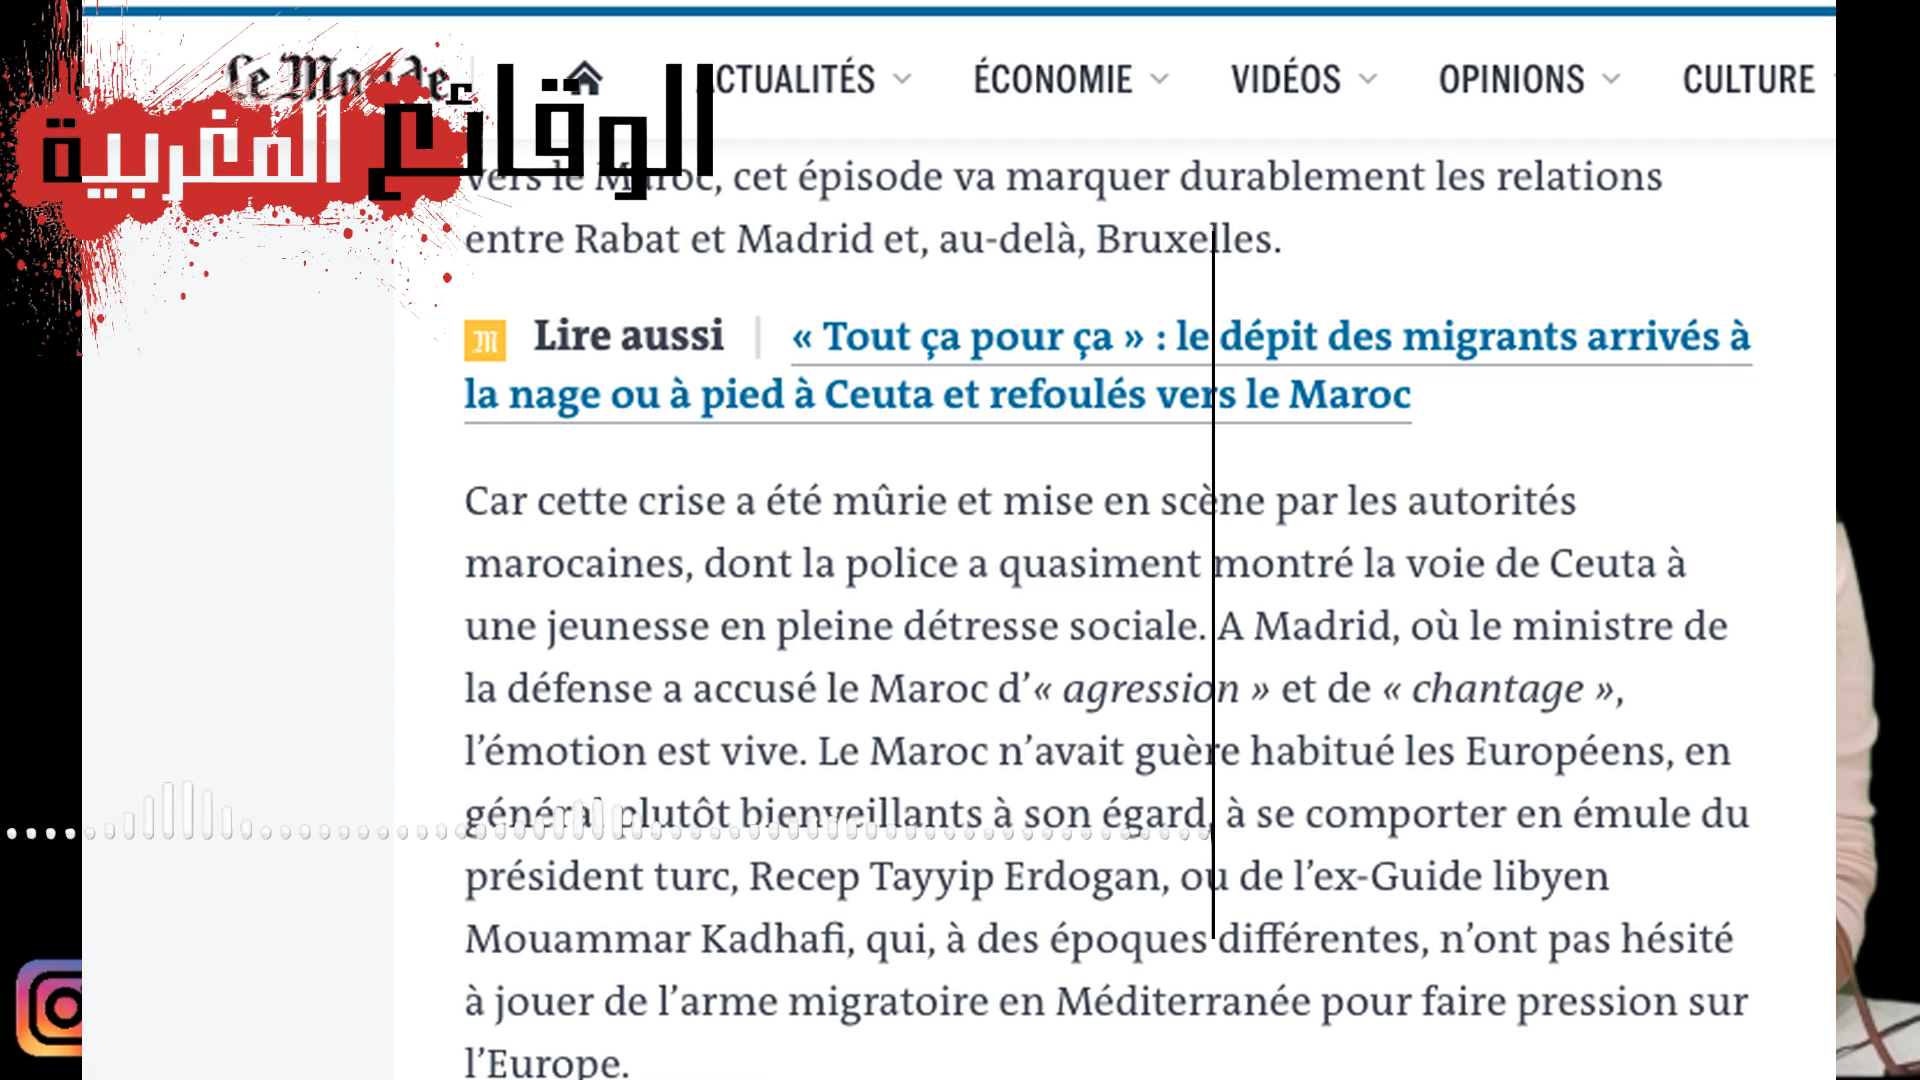 Le Monde
ACTUALITÉS ÉCONOMIE VIDÉOS OPINIONS CULTURE
الوقائع المغربية
vers le Maroc, cet épisode va marquer durablement les relations
entre Rabat et Madrid et, au-delà, Bruxelles.
Lire aussi | « Tout ça pour ça » : le dépit des migrants arrivés à
la nage ou à pied à Ceuta et refoulés vers le Maroc
Car cette crise a été mûrie et mise en scène par les autorités
marocaines, dont la police a quasiment montré la voie de Ceuta à
une jeunesse en pleine détresse sociale. A Madrid, où le ministre de
la défense a accusé le Maroc d’« agression » et de « chantage »,
l’émotion est vive. Le Maroc n’avait guère habitué les Européens, en
général plutôt bienveillants à son égard, à se comporter en émule du
président turc, Recep Tayyip Erdogan, ou de l’ex-Guide libyen
Mouammar Kadhafi, qui, à des époques différentes, n’ont pas hésité
à jouer de l’arme migratoire en Méditerranée pour faire pression sur
l’Europe.